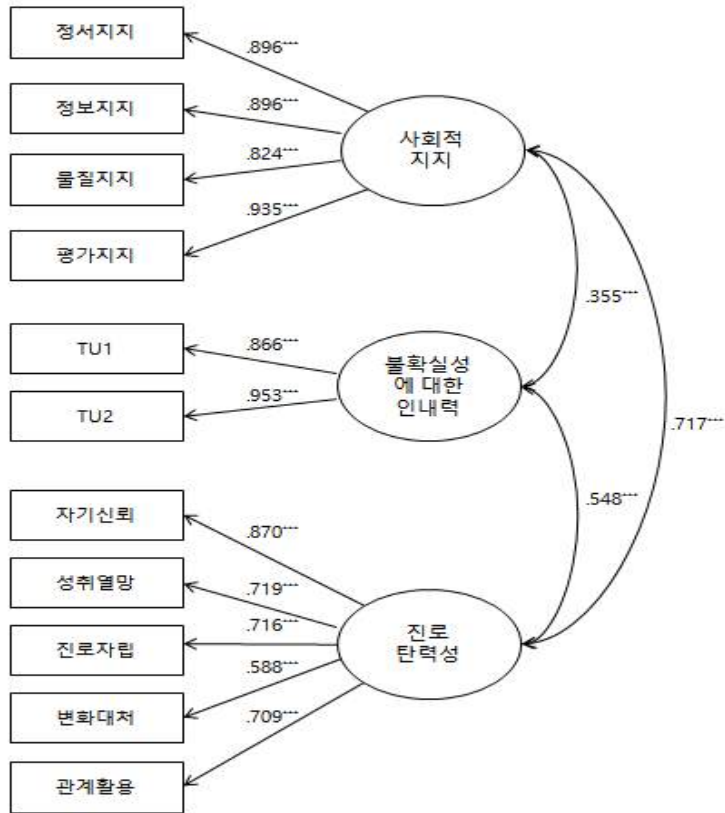 정서지지
.896***
정보지지
.896***
사회적
지지
물질지지
.824***
평가지지
.935***
.355***
TU1
.866***
불확실성
에 대한
인내력
TU2
.953***
.717***
.548***
자기신뢰
.870***
성취열망
.719***
진로자립
.716***
진로
탄력성
변화대처
.588***
관계활용
.709***